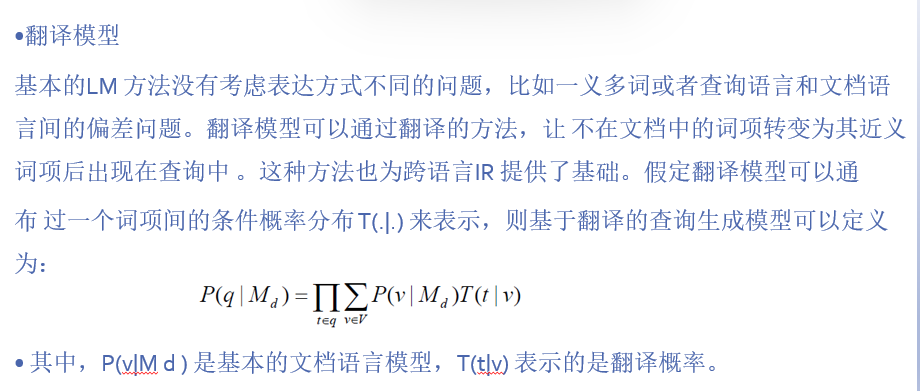 •翻译模型
基本的LM 方法没有考虑表达方式不同的问题，比如一义多词或者查询语言和文档语
言间的偏差问题。翻译模型可以通过翻译的方法，让 不在文档中的词项转变为其近义
词项后出现在查询中 。这种方法也为跨语言IR 提供了基础。假定翻译模型可以通
布 过一个词项间的条件概率分布T(.|.) 来表示，则基于翻译的查询生成模型可以定义
为：
P(q | M_d) = ∏_{t∈q} ∑_{v∈V} P(v | M_d)T(t | v)
• 其中，P(v|M d ) 是基本的文档语言模型，T(t|v) 表示的是翻译概率。